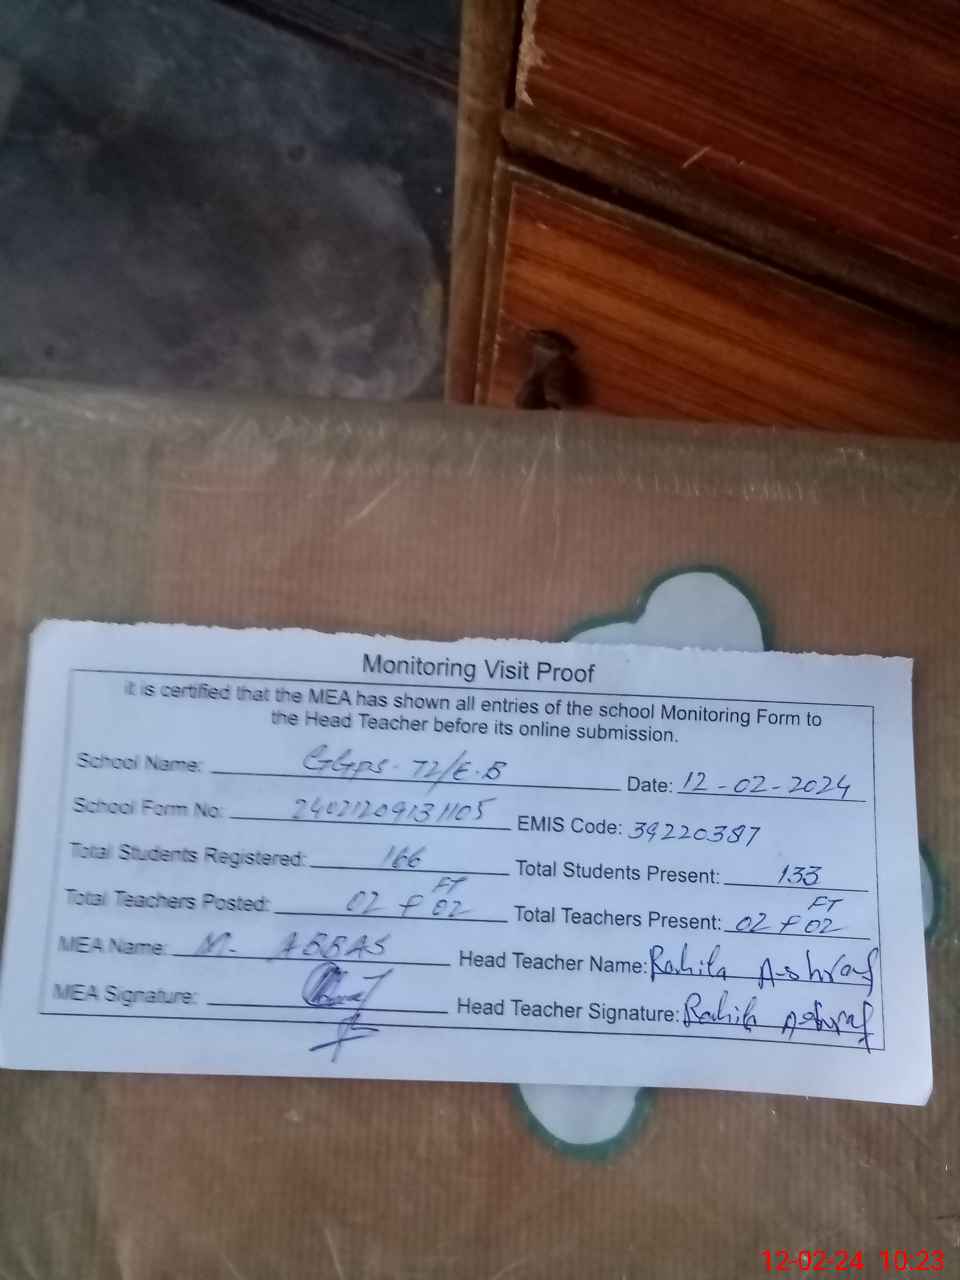 Monitoring Visit Proof
it is certified that the MEA has shown all entries of the school Monitoring Form to
the Head Teacher before its online submission.
School Name: GGPS - 72/E.B Date: 12-02-2024
School Form No: 24021209131105 EMIS Code: 39220387
Total Students Registered: 166 Total Students Present: 133
Total Teachers Posted: 02 + 02 FT Total Teachers Present: 02 + 02 FT
MEA Name: M. ABBAS Head Teacher Name: Rahila Ashraf
MEA Signature: Head Teacher Signature: Rahila Ashraf
12-02-24 10:23